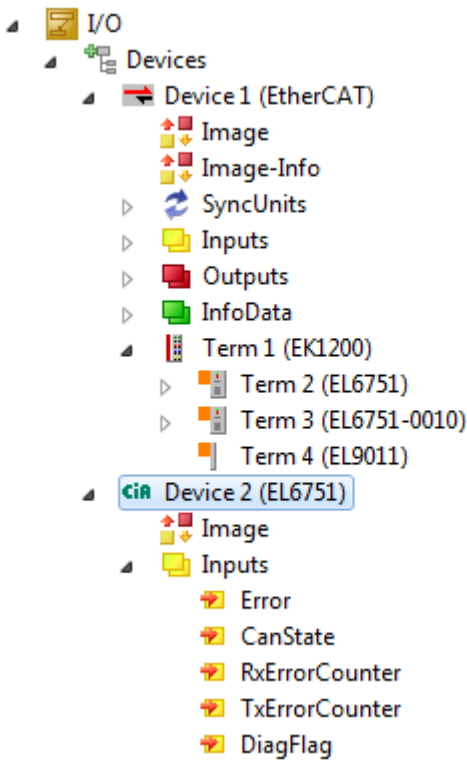 I/O
Devices
Device 1 (EtherCAT)
Image
Image-Info
SyncUnits
Inputs
Outputs
InfoData
Term 1 (EK1200)
Term 2 (EL6751)
Term 3 (EL6751-0010)
Term 4 (EL9011)
CiA Device 2 (EL6751)
Image
Inputs
Error
CanState
RxErrorCounter
TxErrorCounter
DiagFlag